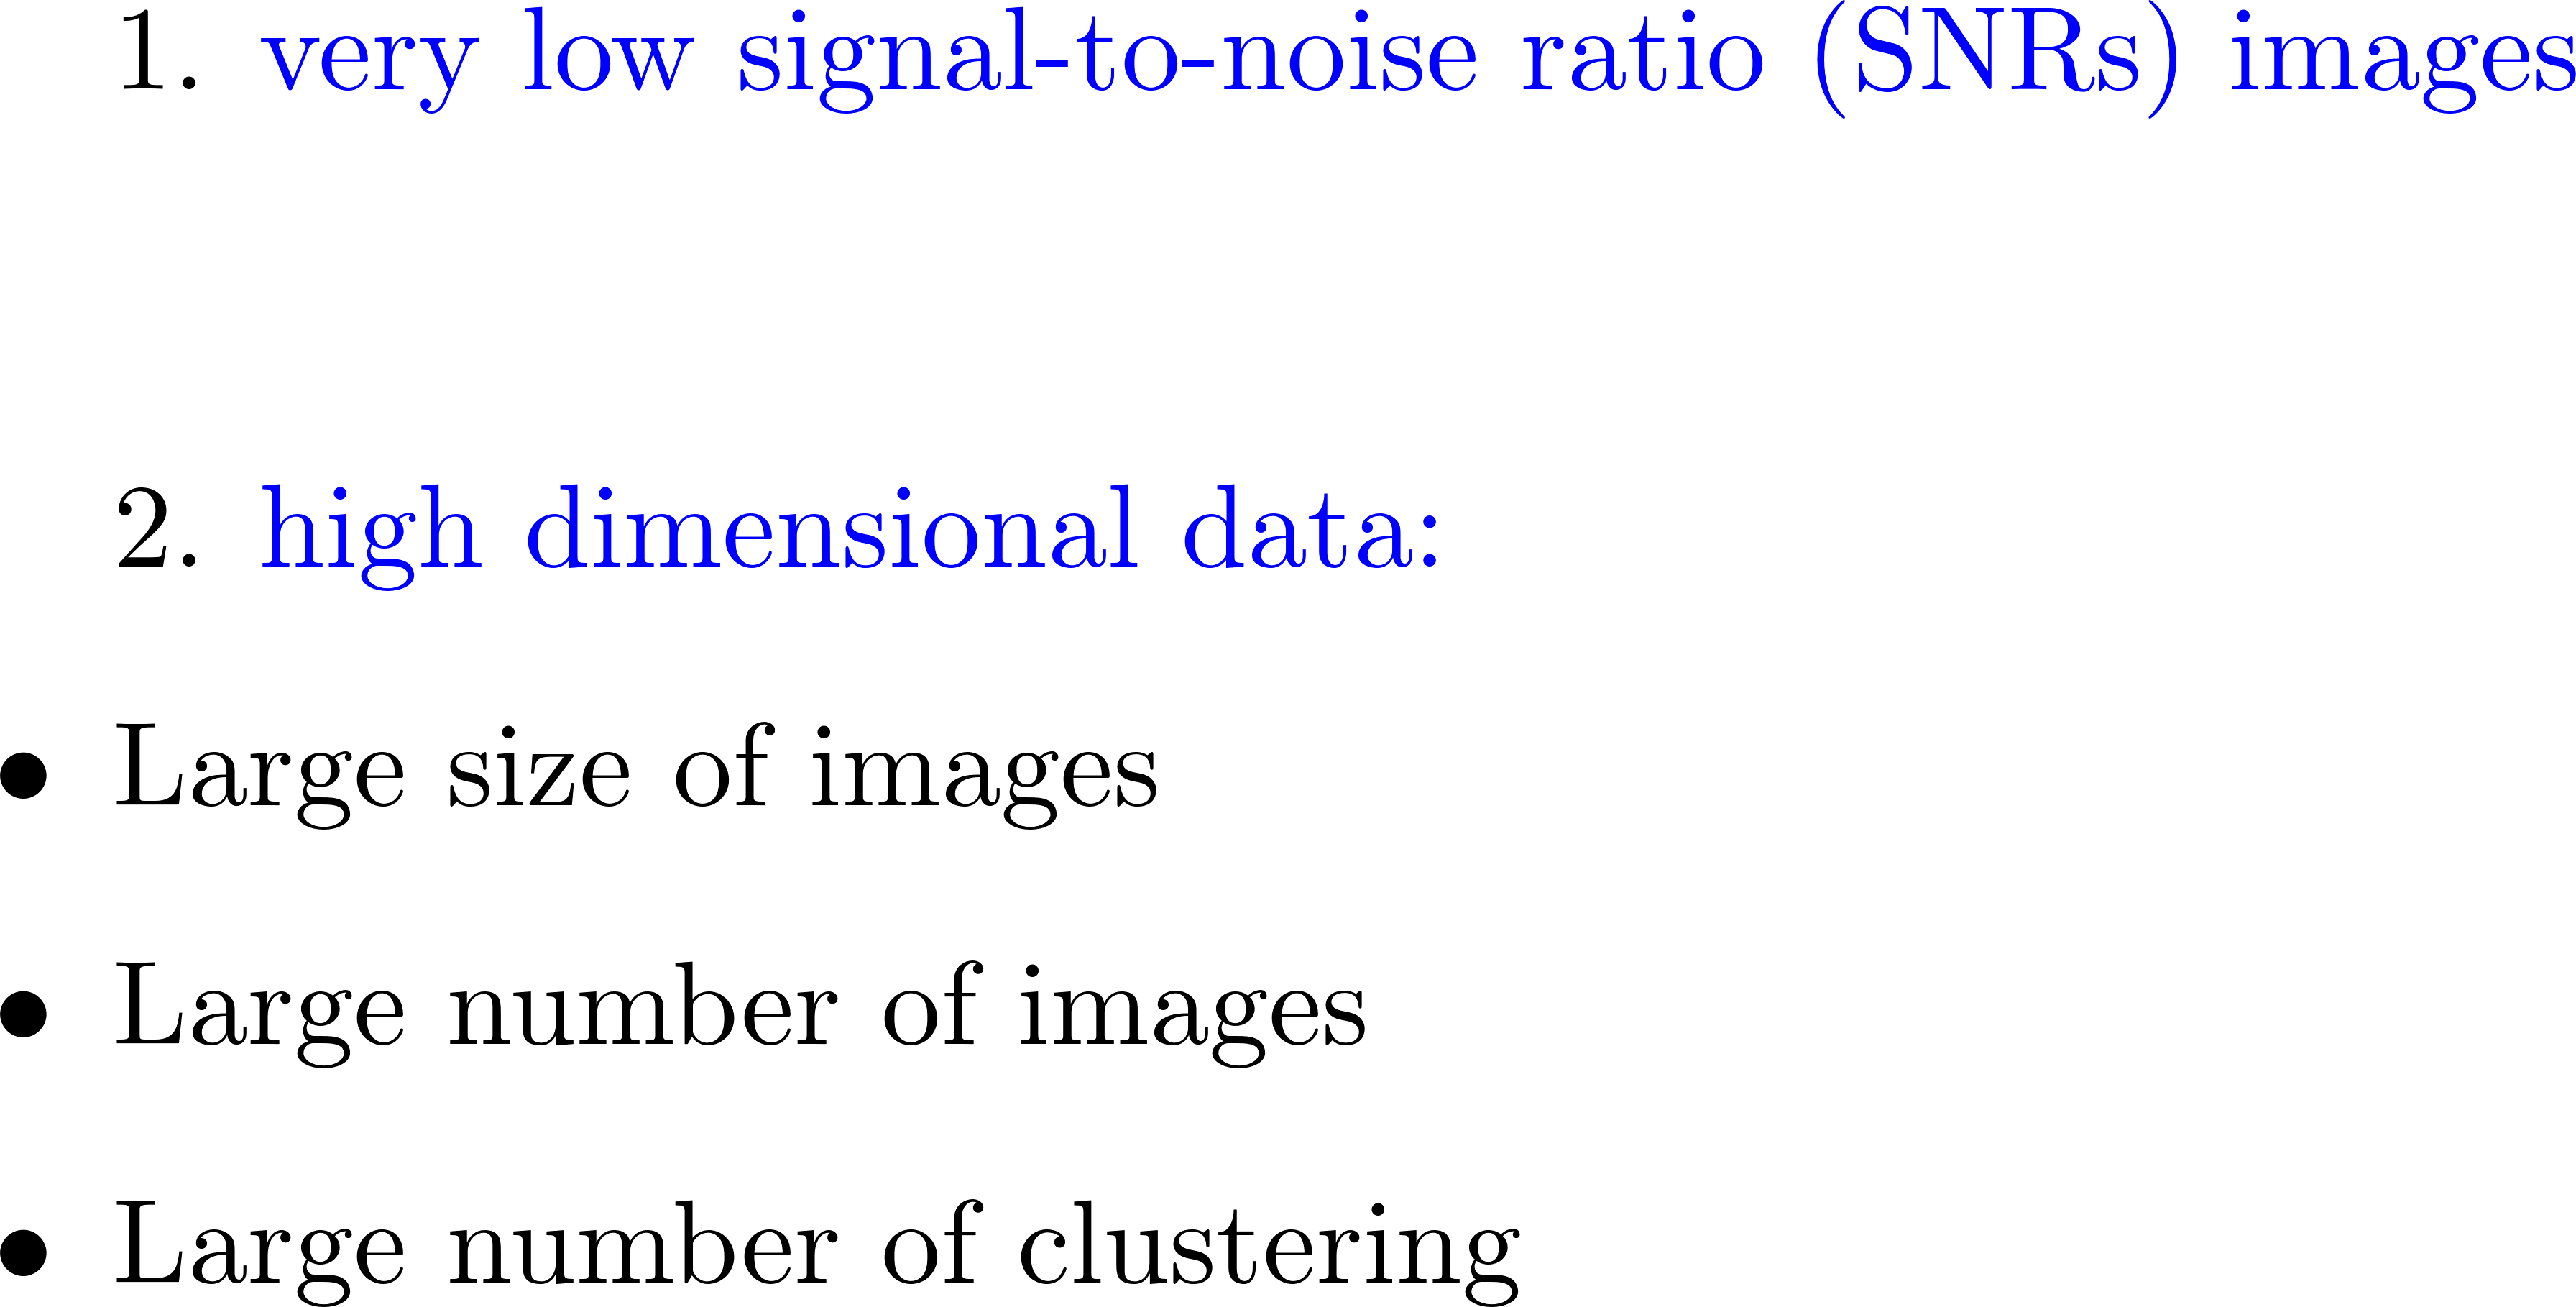 1. very low signal-to-noise ratio (SNRs) images
2. high dimensional data:
• Large size of images
• Large number of images
• Large number of clustering